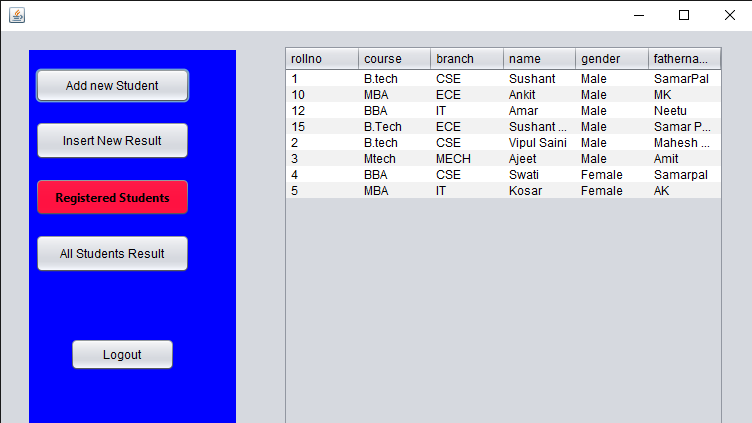 Add new Student
Insert New Result
Registered Students
All Students Result
Logout
rollno course branch name gender fatherna...
1 B.tech CSE Sushant Male SamarPal
10 MBA ECE Ankit Male MK
12 BBA IT Amar Male Neetu
15 B.Tech ECE Sushant ... Male Samar P...
2 B.tech CSE Vipul Saini Male Mahesh ...
3 Mtech MECH Ajeet Male Amit
4 BBA CSE Swati Female Samarpal
5 MBA IT Kosar Female AK